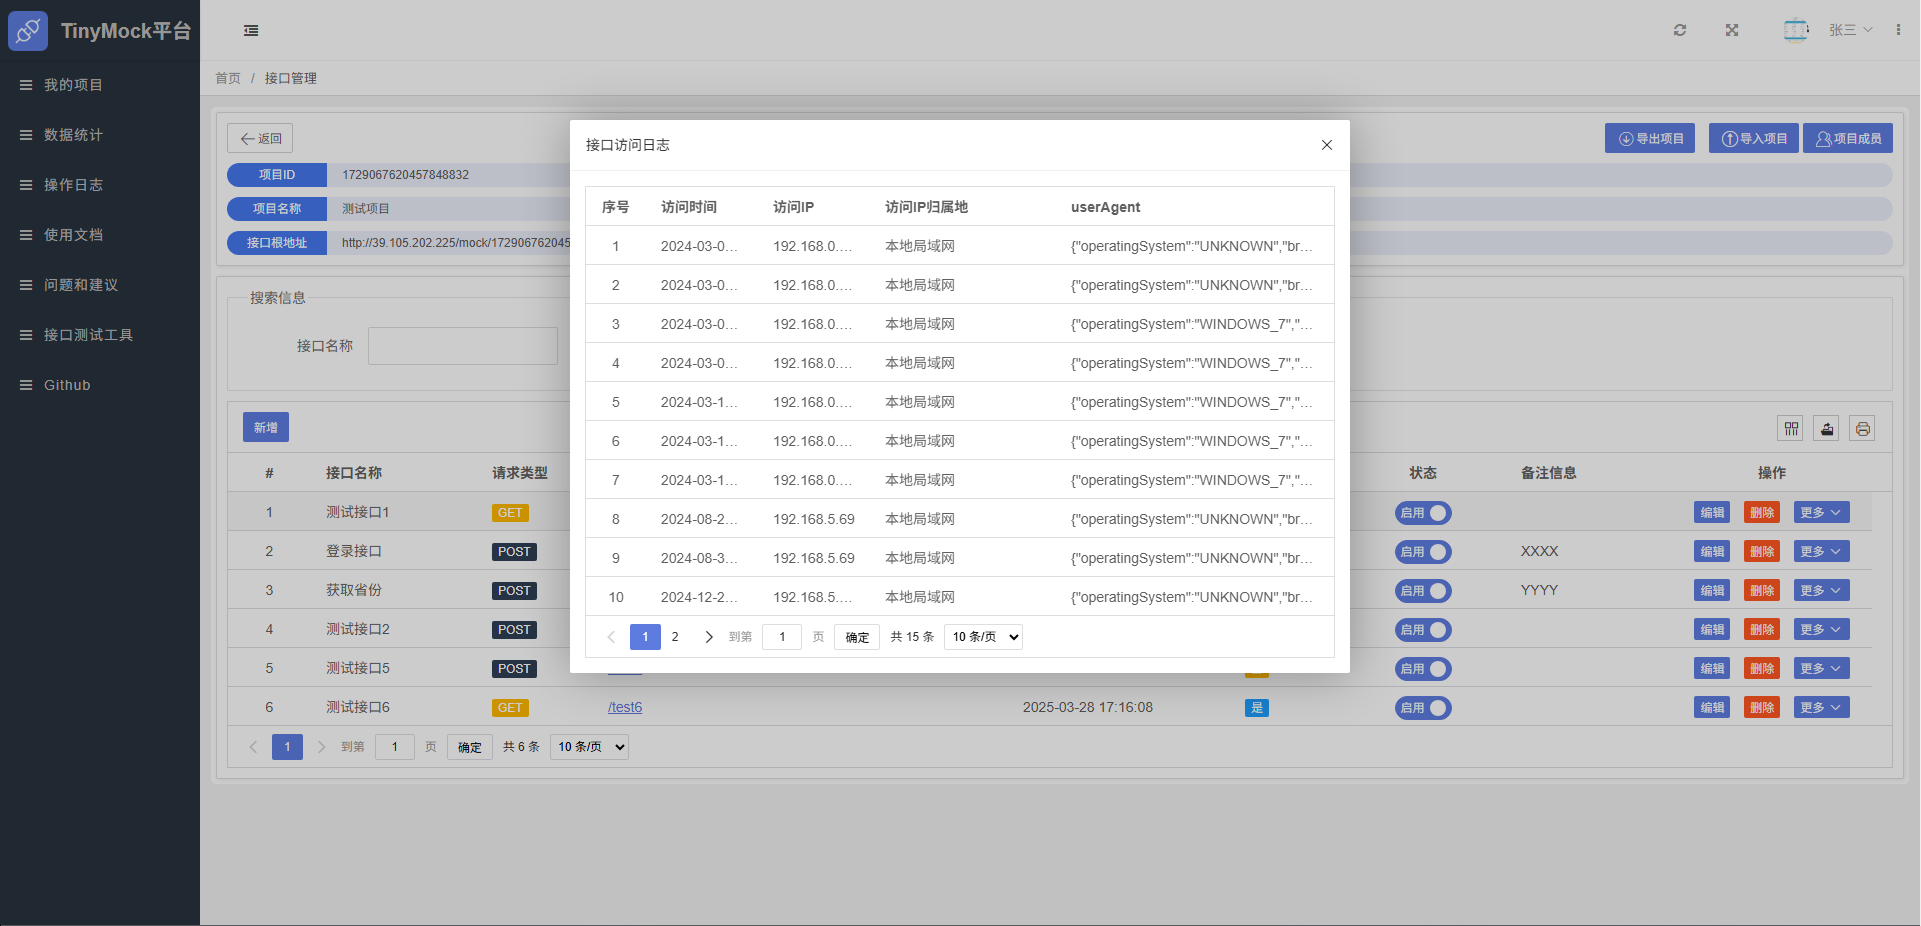 TinyMock平台
我的项目
数据统计
操作日志
使用文档
问题和建议
接口测试工具
Github
张三
首页 / 接口管理
返回
导出项目 导入项目 项目成员
项目ID 1729067620457848832
项目名称 测试项目
接口根地址 http://39.105.202.225/mock/172906762045
搜索信息
接口名称
新增
# 接口名称 请求类型 状态 备注信息 操作
1 测试接口1 GET 启用 编辑 删除 更多
2 登录接口 POST 启用 XXXX 编辑 删除 更多
3 获取省份 POST 启用 YYYY 编辑 删除 更多
4 测试接口2 POST 启用 编辑 删除 更多
5 测试接口5 POST 启用 编辑 删除 更多
6 测试接口6 GET /test6 2025-03-28 17:16:08 是 启用 编辑 删除 更多
1 到第 1 页 确定 共 6 条 10 条/页
接口访问日志
序号 访问时间 访问IP 访问IP归属地 userAgent
1 2024-03-0... 192.168.0.... 本地局域网 {"operatingSystem":"UNKNOWN","br...
2 2024-03-0... 192.168.0.... 本地局域网 {"operatingSystem":"UNKNOWN","br...
3 2024-03-0... 192.168.0.... 本地局域网 {"operatingSystem":"WINDOWS_7","...
4 2024-03-0... 192.168.0.... 本地局域网 {"operatingSystem":"WINDOWS_7","...
5 2024-03-1... 192.168.0.... 本地局域网 {"operatingSystem":"WINDOWS_7","...
6 2024-03-1... 192.168.0.... 本地局域网 {"operatingSystem":"WINDOWS_7","...
7 2024-03-1... 192.168.0.... 本地局域网 {"operatingSystem":"WINDOWS_7","...
8 2024-08-2... 192.168.5.69 本地局域网 {"operatingSystem":"UNKNOWN","br...
9 2024-08-3... 192.168.5.69 本地局域网 {"operatingSystem":"UNKNOWN","br...
10 2024-12-2... 192.168.5.... 本地局域网 {"operatingSystem":"UNKNOWN","br...
1 2 到第 1 页 确定 共 15 条 10 条/页